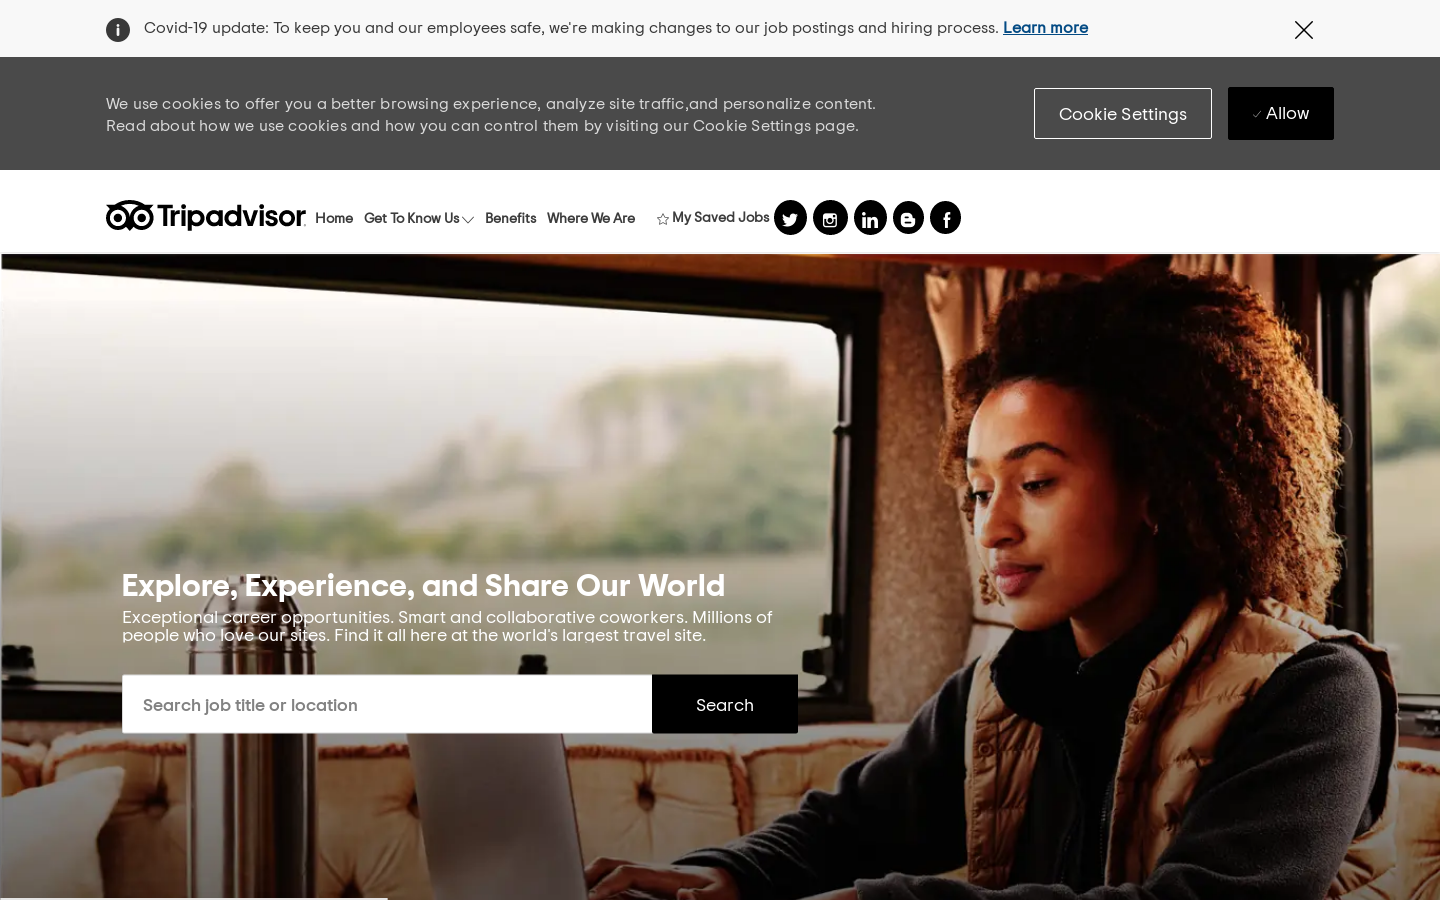 Covid-19 update: To keep you and our employees safe, we're making changes to our job postings and hiring process. Learn more
We use cookies to offer you a better browsing experience, analyze site traffic,and personalize content.
Read about how we use cookies and how you can control them by visiting our Cookie Settings page.
Cookie Settings
Allow
Tripadvisor
Home
Get To Know Us
Benefits
Where We Are
My Saved Jobs
Explore, Experience, and Share Our World
Exceptional career opportunities. Smart and collaborative coworkers. Millions of
people who love our sites. Find it all here at the world's largest travel site.
Search job title or location
Search